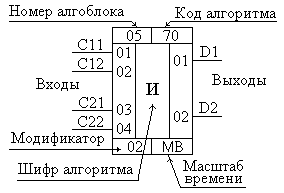 Номер алгоблока Код алгоритма
05 70
C11 01 01 D1
C12 02
Входы И Выходы
C21 03 02 D2
C22 04
Модификатор 02 МВ
Шифр алгоритма Масштаб
времени